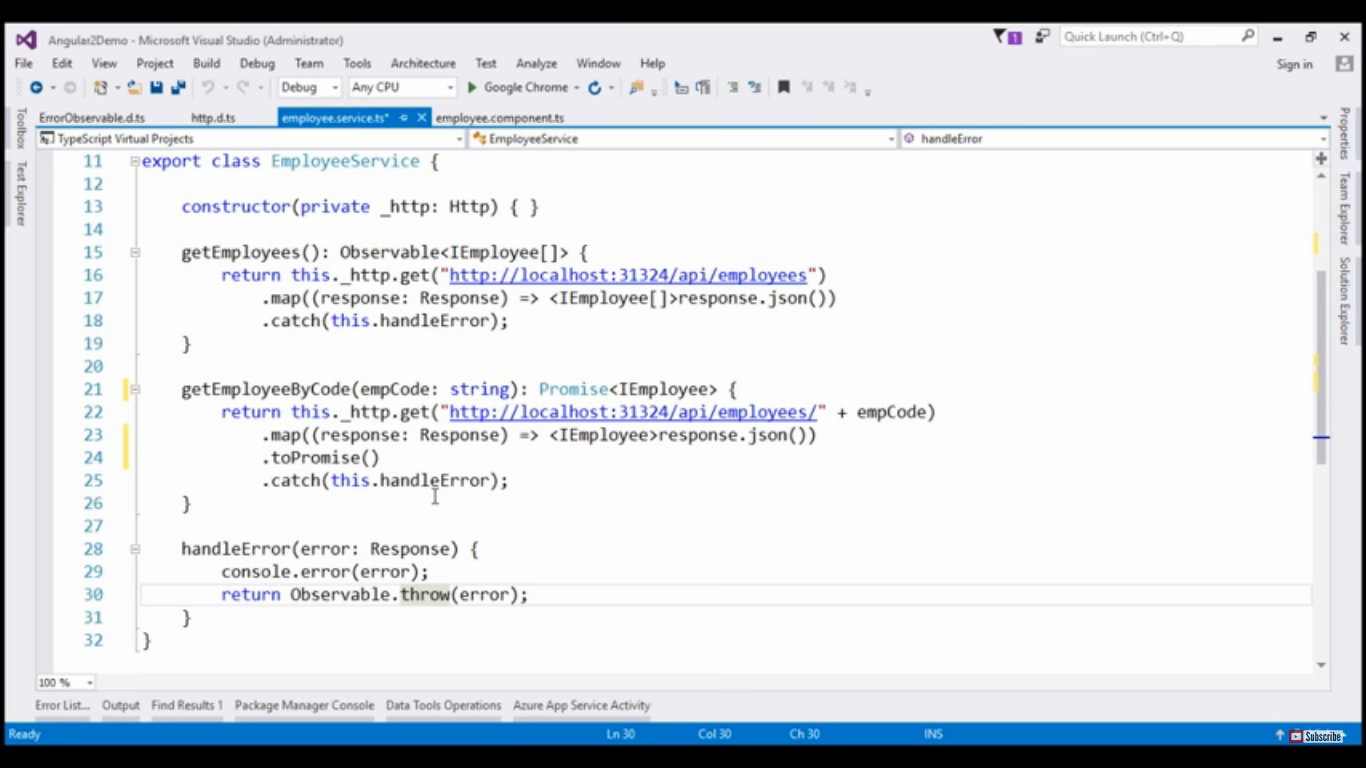 Angular2Demo - Microsoft Visual Studio (Administrator)
1
Quick Launch (Ctrl+Q)
File Edit View Project Build Debug Team Tools Architecture Test Analyze Window Help
Sign in
Debug Any CPU Google Chrome
ErrorObservable.d.ts http.d.ts employee.service.ts* employee.component.ts
TypeScript Virtual Projects EmployeeService handleError
Toolbox
Test Explorer
11 export class EmployeeService {
12
13 constructor(private _http: Http) { }
14
15 getEmployees(): Observable<IEmployee[]> {
16 return this._http.get("http://localhost:31324/api/employees")
17 .map((response: Response) => <IEmployee[]>response.json())
18 .catch(this.handleError);
19 }
20
21 getEmployeeByCode(empCode: string): Promise<IEmployee> {
22 return this._http.get("http://localhost:31324/api/employees/" + empCode)
23 .map((response: Response) => <IEmployee>response.json())
24 .toPromise()
25 .catch(this.handleError);
26 }
27
28 handleError(error: Response) {
29 console.error(error);
30 return Observable.throw(error);
31 }
32 }
Properties
Team Explorer
Solution Explorer
100 %
Error List... Output Find Results 1 Package Manager Console Data Tools Operations Azure App Service Activity
Ready Ln 30 Col 30 Ch 30 INS
Subscribe